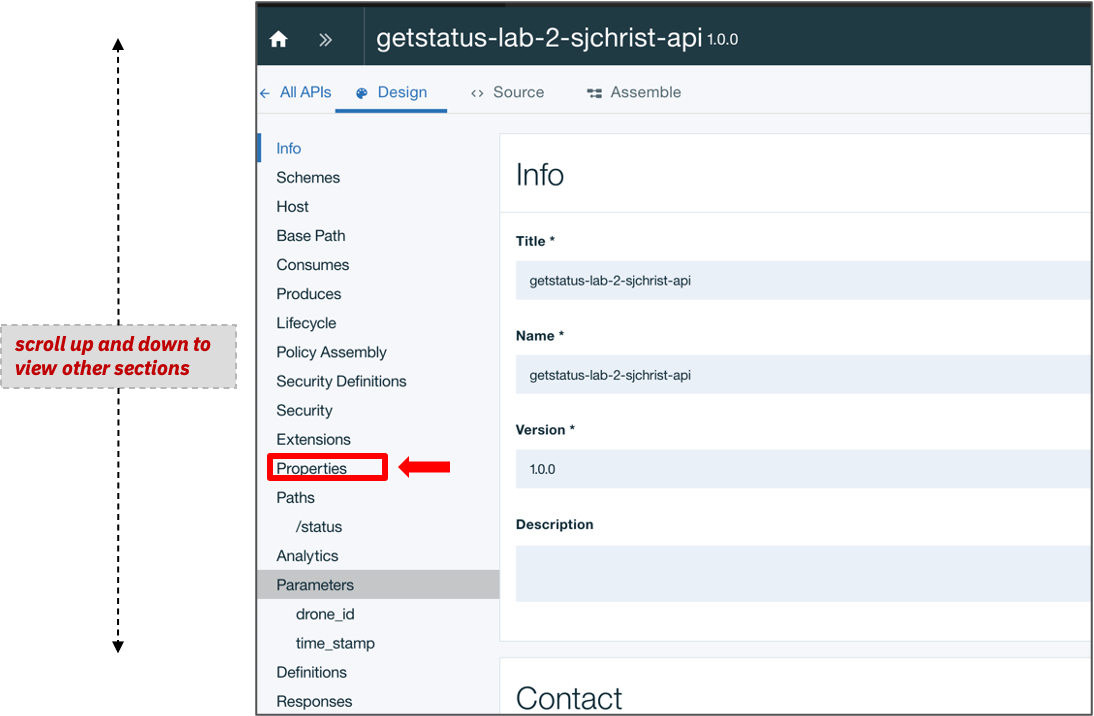 getstatus-lab-2-sjchrist-api 1.0.0
All APIs
Design
Source
Assemble
scroll up and down to
view other sections
Info
Schemes
Host
Base Path
Consumes
Produces
Lifecycle
Policy Assembly
Security Definitions
Security
Extensions
Properties
Paths
/status
Analytics
Parameters
drone_id
time_stamp
Definitions
Responses
Info
Title *
getstatus-lab-2-sjchrist-api
Name *
getstatus-lab-2-sjchrist-api
Version *
1.0.0
Description
Contact